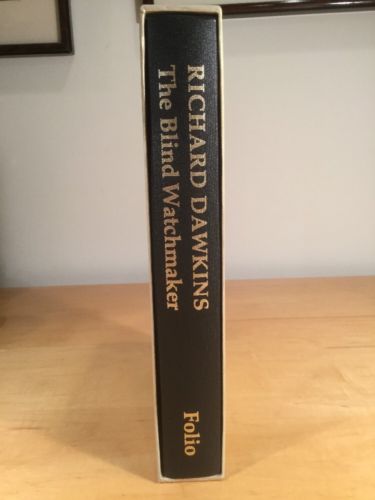 RICHARD DAWKINS
The Blind Watchmaker
Folio